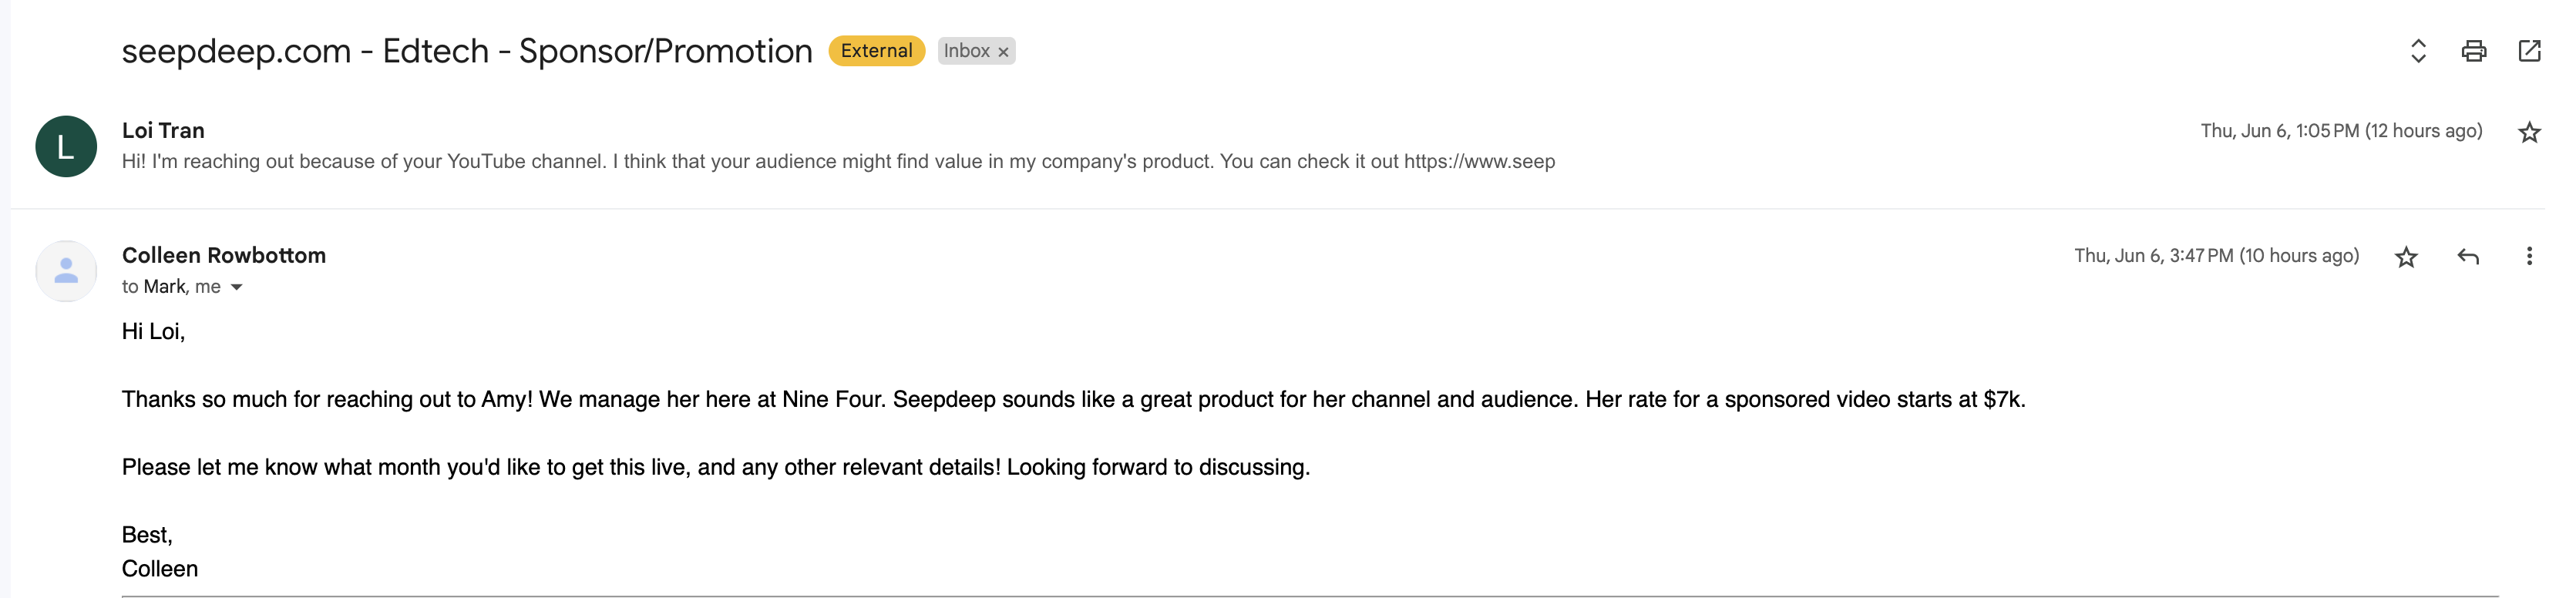 seepdeep.com - Edtech - Sponsor/Promotion External Inbox ×
L
Loi Tran Thu, Jun 6, 1:05 PM (12 hours ago)
Hi! I'm reaching out because of your YouTube channel. I think that your audience might find value in my company's product. You can check it out https://www.seep
Colleen Rowbottom Thu, Jun 6, 3:47 PM (10 hours ago)
to Mark, me
Hi Loi,
Thanks so much for reaching out to Amy! We manage her here at Nine Four. Seepdeep sounds like a great product for her channel and audience. Her rate for a sponsored video starts at $7k.
Please let me know what month you'd like to get this live, and any other relevant details! Looking forward to discussing.
Best,
Colleen